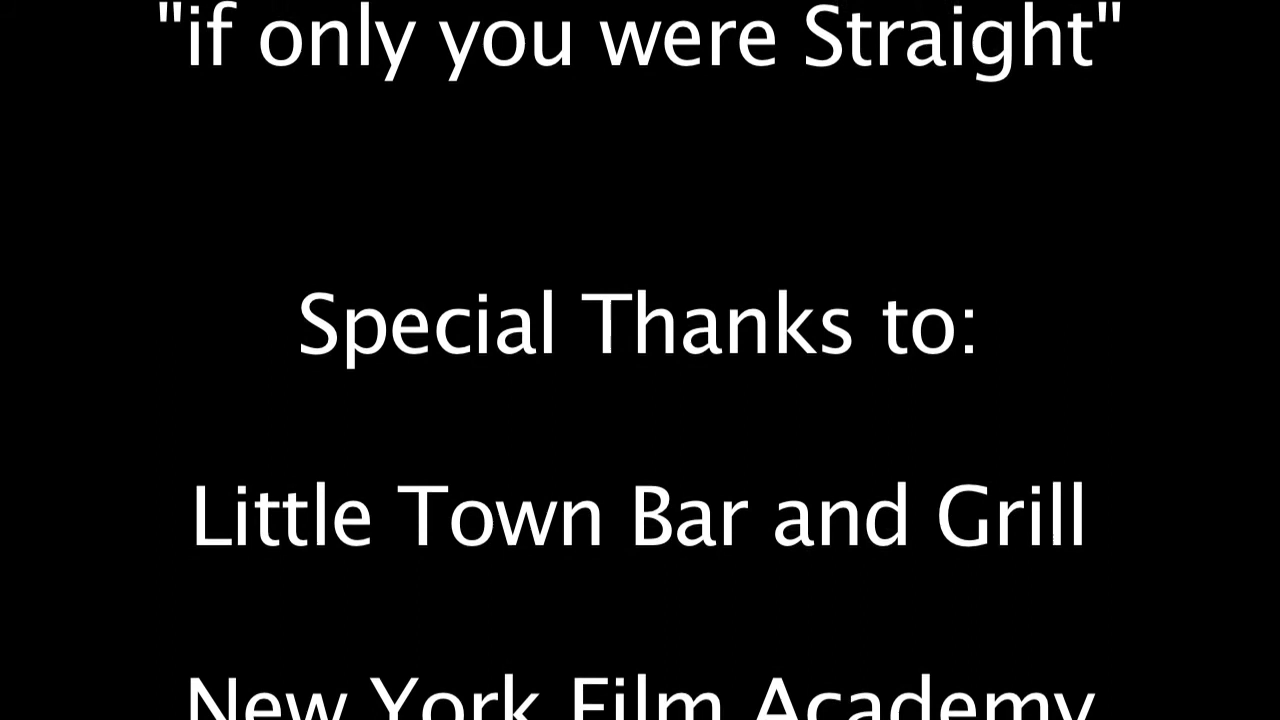 "if only you were Straight"
Special Thanks to:
Little Town Bar and Grill
New York Film Academy